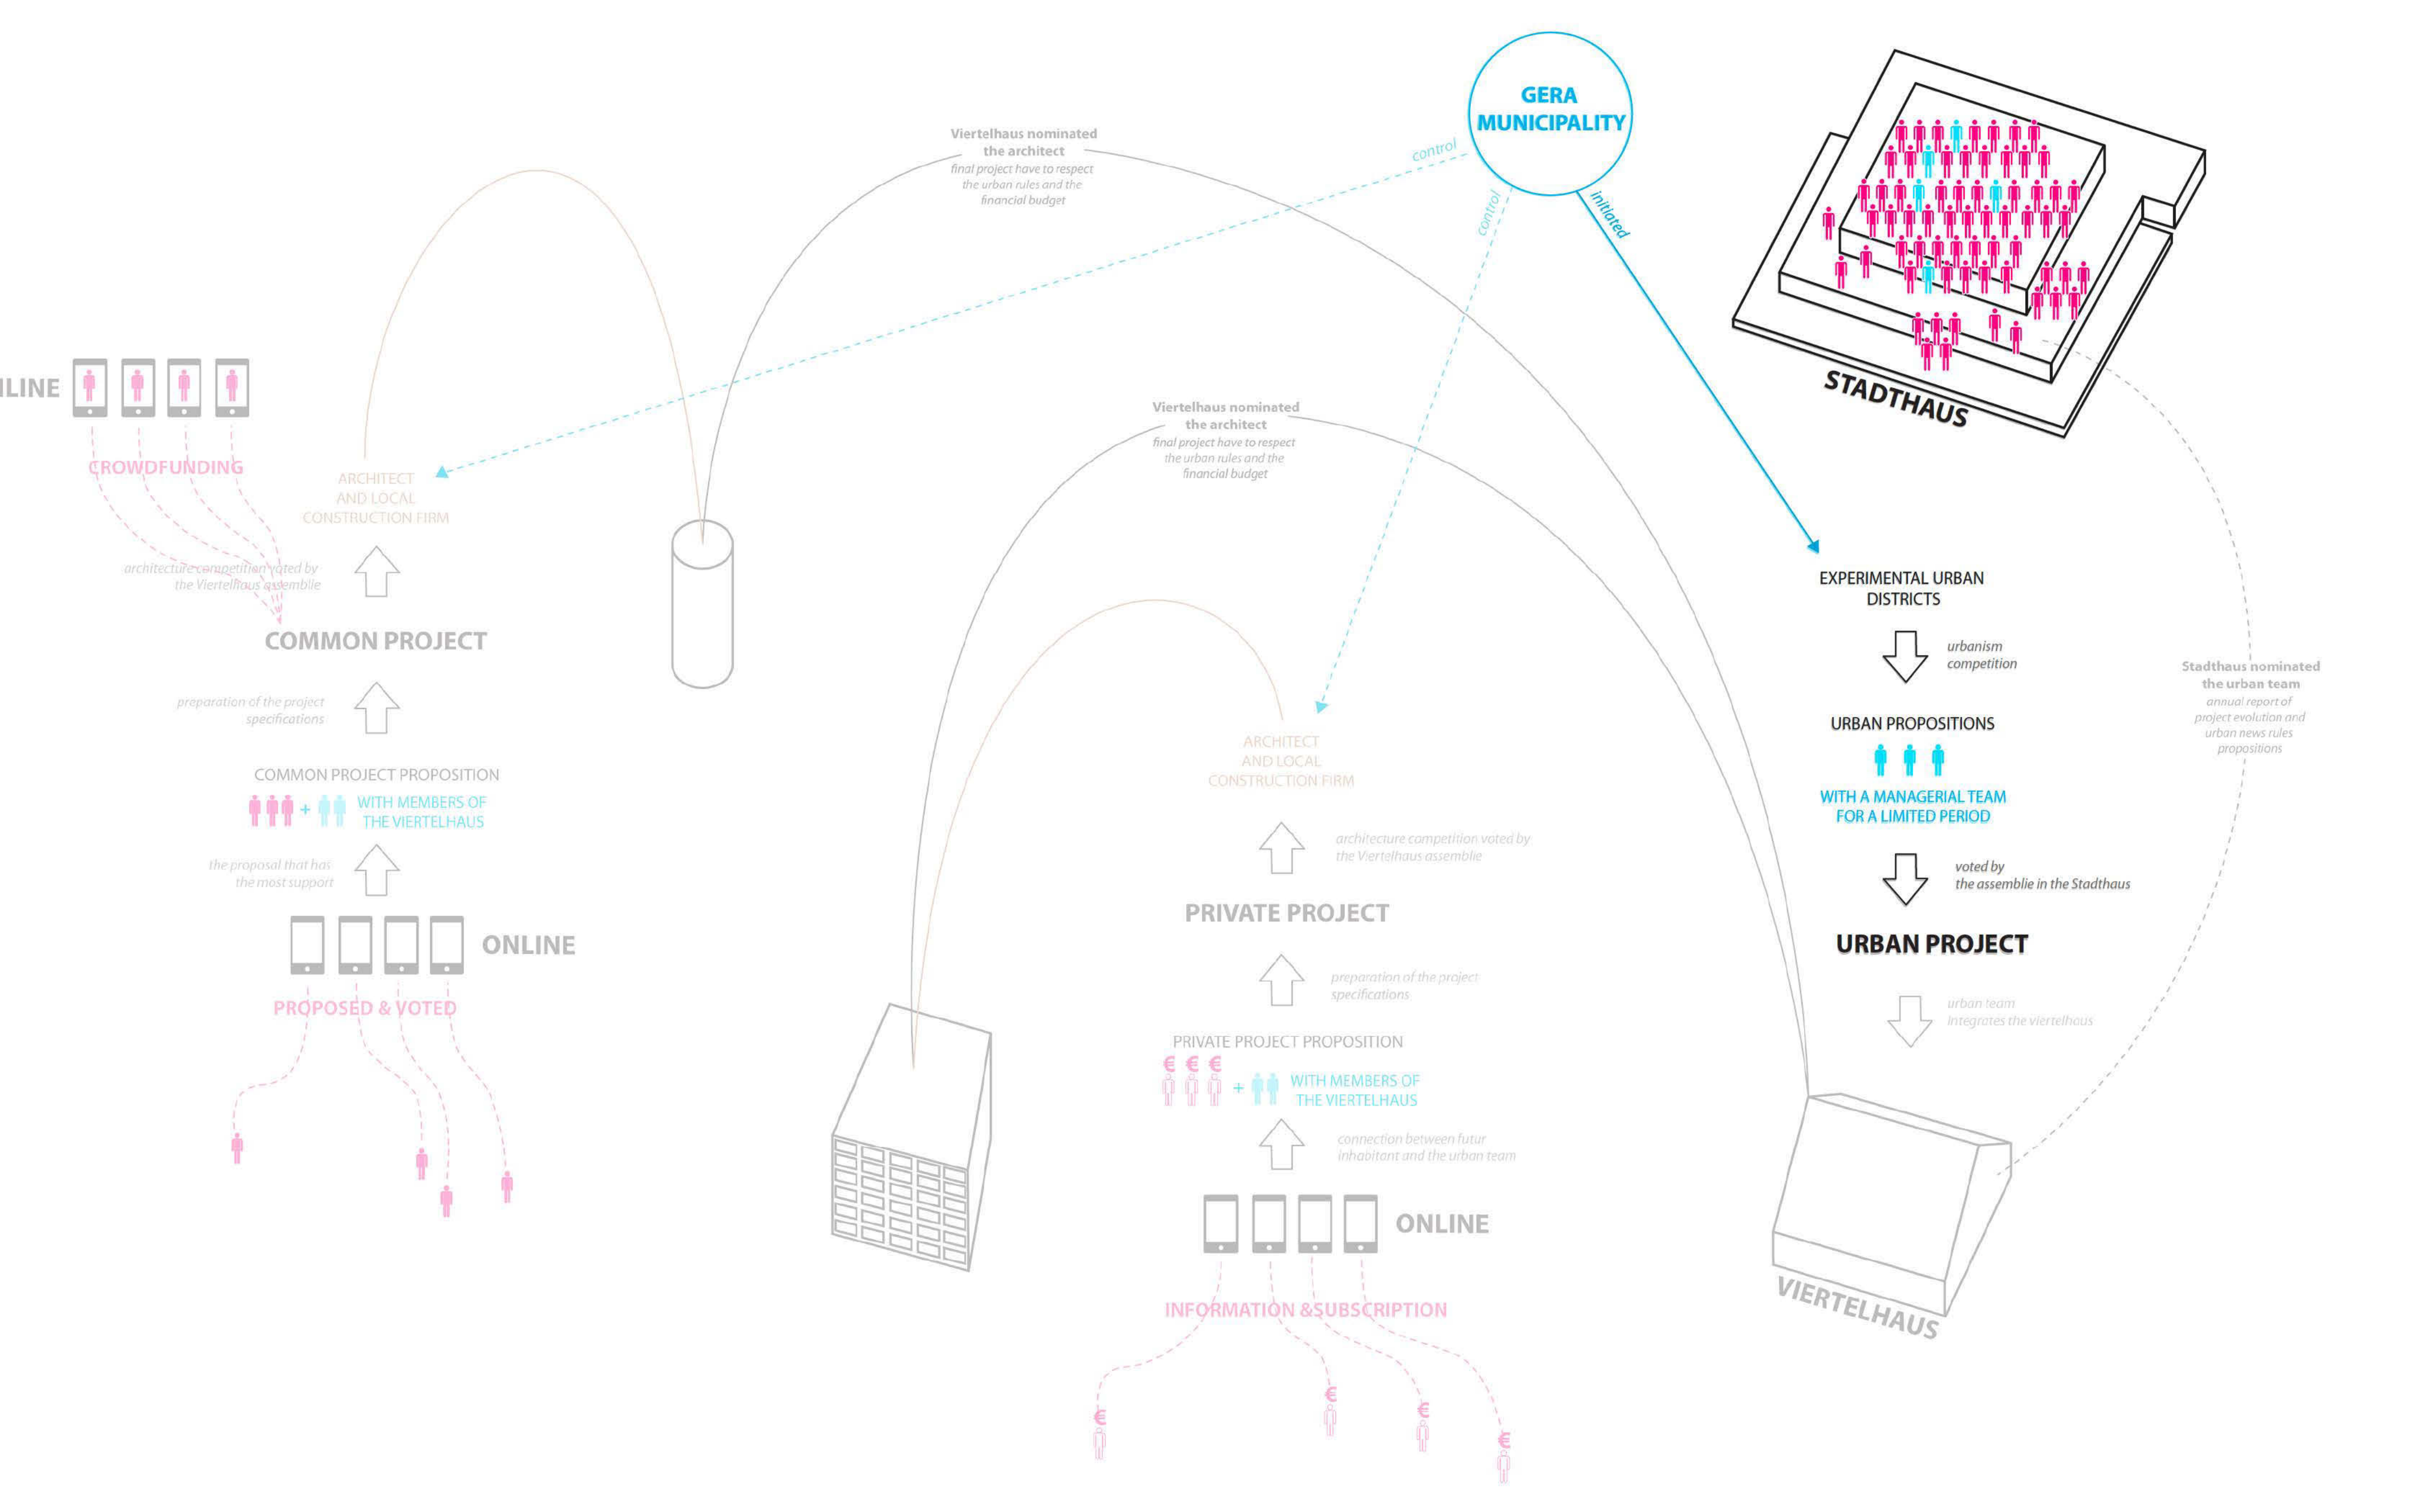 GERA
MUNICIPALITY
control
control
initiated
STADTHAUS
Viertelhaus nominated
the architect
final project have to respect
the urban rules and the
financial budget
LINE
CROWDFUNDING
ARCHITECT
AND LOCAL
CONSTRUCTION FIRM
architecture competition voted by
the Viertelhaus assemblie
COMMON PROJECT
preparation of the project
specifications
COMMON PROJECT PROPOSITION
+ WITH MEMBERS OF
THE VIERTELHAUS
the proposal that has
the most support
ONLINE
PROPOSED & VOTED
Viertelhaus nominated
the architect
final project have to respect
the urban rules and the
financial budget
ARCHITECT
AND LOCAL
CONSTRUCTION FIRM
architecture competition voted by
the Viertelhaus assemblie
PRIVATE PROJECT
preparation of the project
specifications
PRIVATE PROJECT PROPOSITION
€ € €
+ WITH MEMBERS OF
THE VIERTELHAUS
connection between futur
inhabitant and the urban team
ONLINE
INFORMATION &SUBSCRIPTION
€
€
€
€
EXPERIMENTAL URBAN
DISTRICTS
urbanism
competition
URBAN PROPOSITIONS
WITH A MANAGERIAL TEAM
FOR A LIMITED PERIOD
voted by
the assemblie in the Stadthaus
URBAN PROJECT
urban team
integrates the viertelhaus
VIERTELHAUS
Stadthaus nominated
the urban team
annual report of
project evolution and
urban news rules
propositions